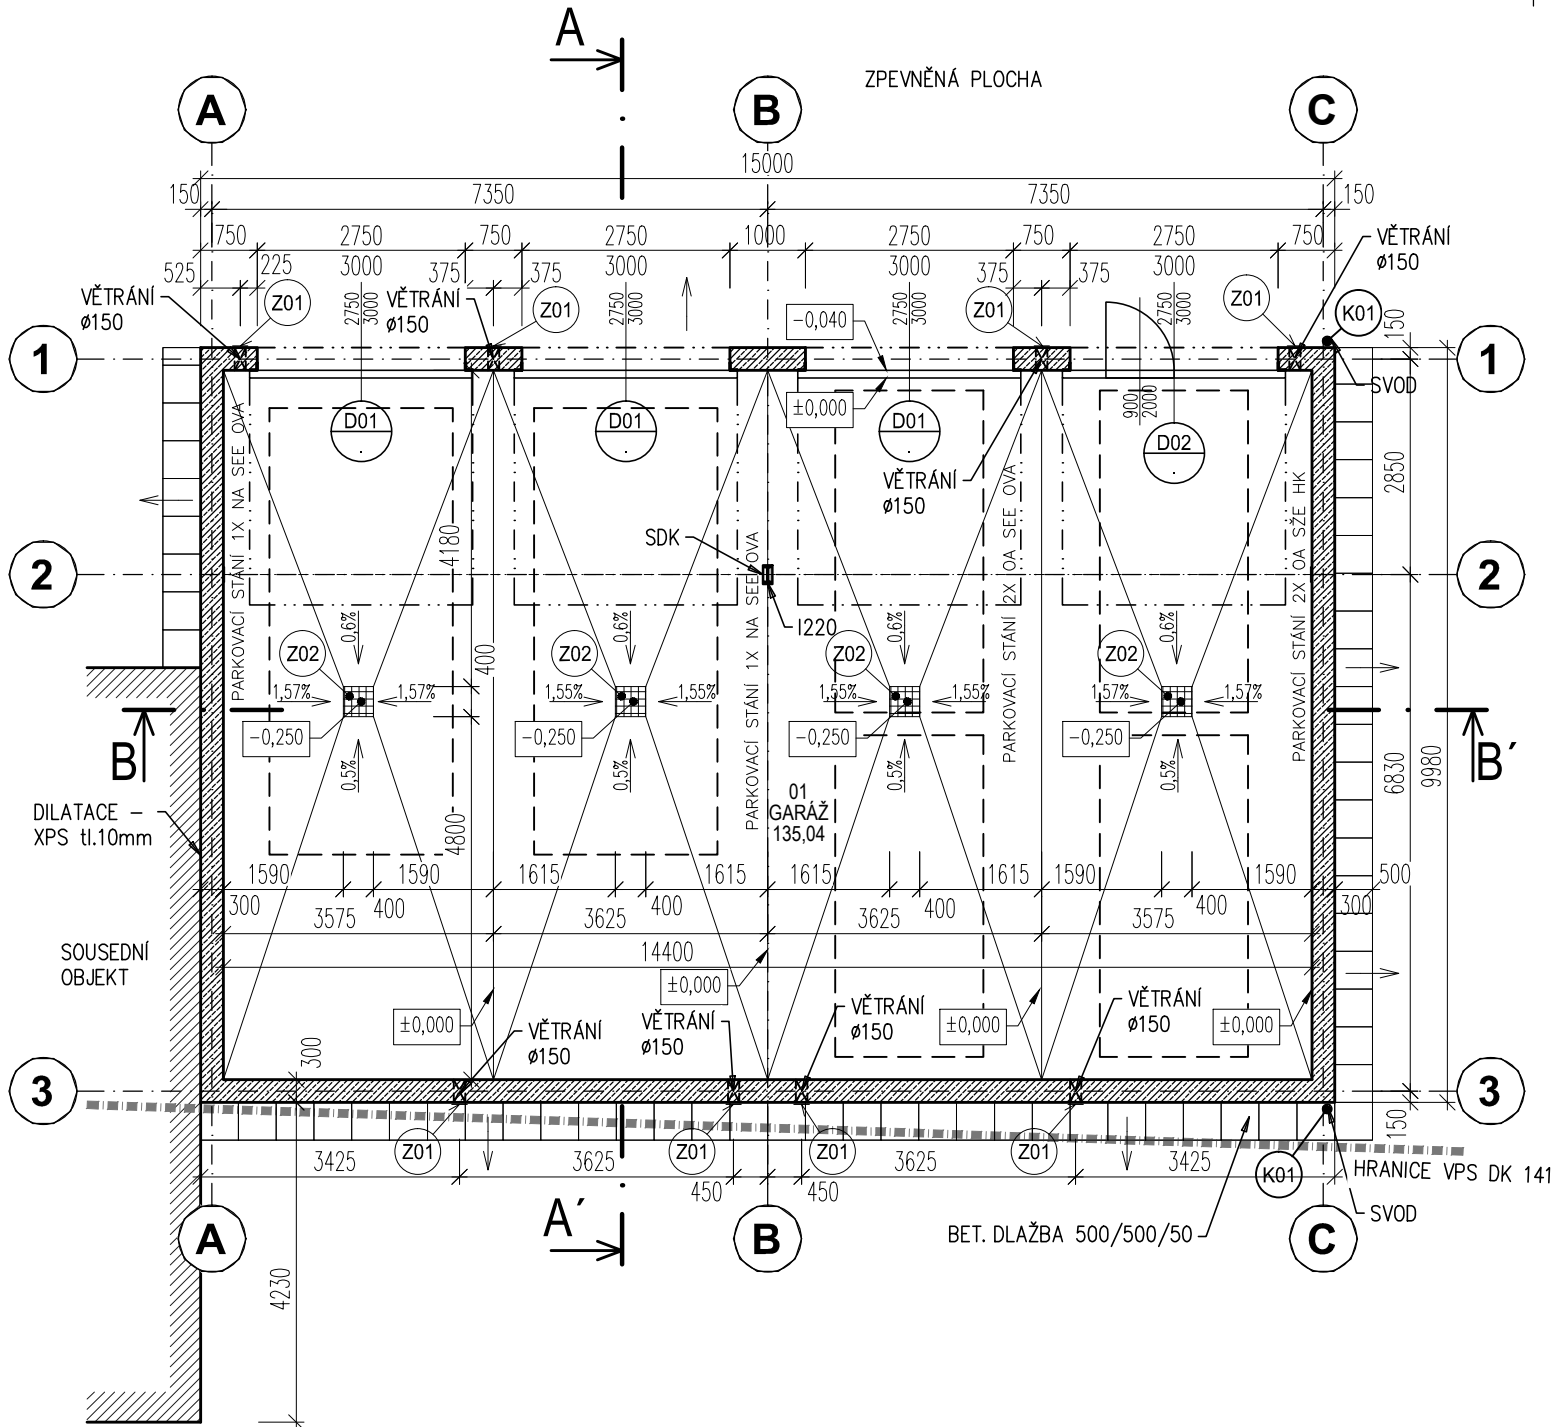 A
ZPEVNĚNÁ PLOCHA
A
B
C
15000
150
7350
7350
150
750
2750
3000
750
2750
3000
1000
2750
3000
750
2750
3000
750
525
225
375
375
375
375
VĚTRÁNÍ
ø150
Z01
2750
3000
VĚTRÁNÍ
ø150
Z01
2750
3000
2750
3000
Z01
2750
3000
Z01
VĚTRÁNÍ
ø150
K01
150
-0,040
±0,000
1
1
SVOD
D01
D01
D01
D02
900
2000
VĚTRÁNÍ
ø150
2850
PARKOVACÍ STÁNÍ 1X NA SEE OVA
PARKOVACÍ STÁNÍ 1X NA SEE OVA
PARKOVACÍ STÁNÍ 2X OA SEE OVA
PARKOVACÍ STÁNÍ 2X OA SŽE HK
4180
SDK
2
2
I220
Z02
0,6%
Z02
0,6%
Z02
0,6%
Z02
0,6%
400
1,57%
1,57%
1,55%
1,55%
1,55%
1,55%
1,57%
1,57%
-0,250
-0,250
-0,250
-0,250
0,5%
0,5%
0,5%
0,5%
B
B´
6830
9980
DILATACE -
XPS tl.10mm
4800
01
GARÁŽ
135,04
1590
1590
1615
1615
1615
1615
1590
1590
500
300
400
400
400
400
300
3575
3625
3625
3575
14400
SOUSEDNÍ
OBJEKT
±0,000
±0,000
±0,000
±0,000
300
VĚTRÁNÍ
ø150
VĚTRÁNÍ
ø150
VĚTRÁNÍ
ø150
VĚTRÁNÍ
ø150
3
3
150
Z01
Z01
Z01
Z01
3425
3625
450
450
3625
3425
K01
HRANICE VPS DK 141
SVOD
BET. DLAŽBA 500/500/50
A´
A
B
C
4230